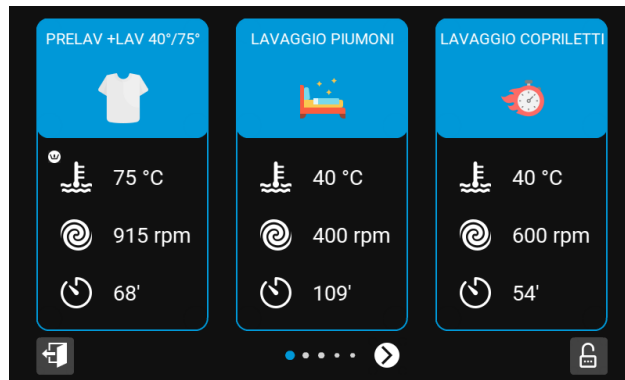 PRELAV +LAV 40°/75°
75 °C
915 rpm
68'
LAVAGGIO PIUMONI
40 °C
400 rpm
109'
LAVAGGIO COPRILETTI
40 °C
600 rpm
54'